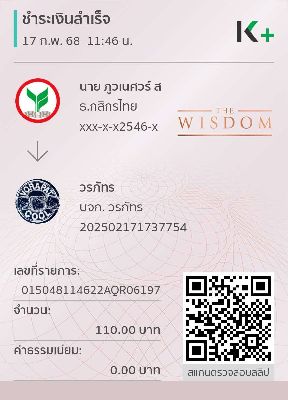 ชำระเงินสำเร็จ
17 ก.พ. 68 11:46 น.
K+
นาย ภูวเนศวร์ ส
ธ.กสิกรไทย
xxx-x-x2546-x
THE
WISDOM
VORAPAT
COOL
วรภัทร
บจก. วรภัทร
202502171737754
เลขที่รายการ:
015048114622AQR06197
จำนวน:
110.00 บาท
ค่าธรรมเนียม:
0.00 บาท
สแกนตรวจสอบสลิป